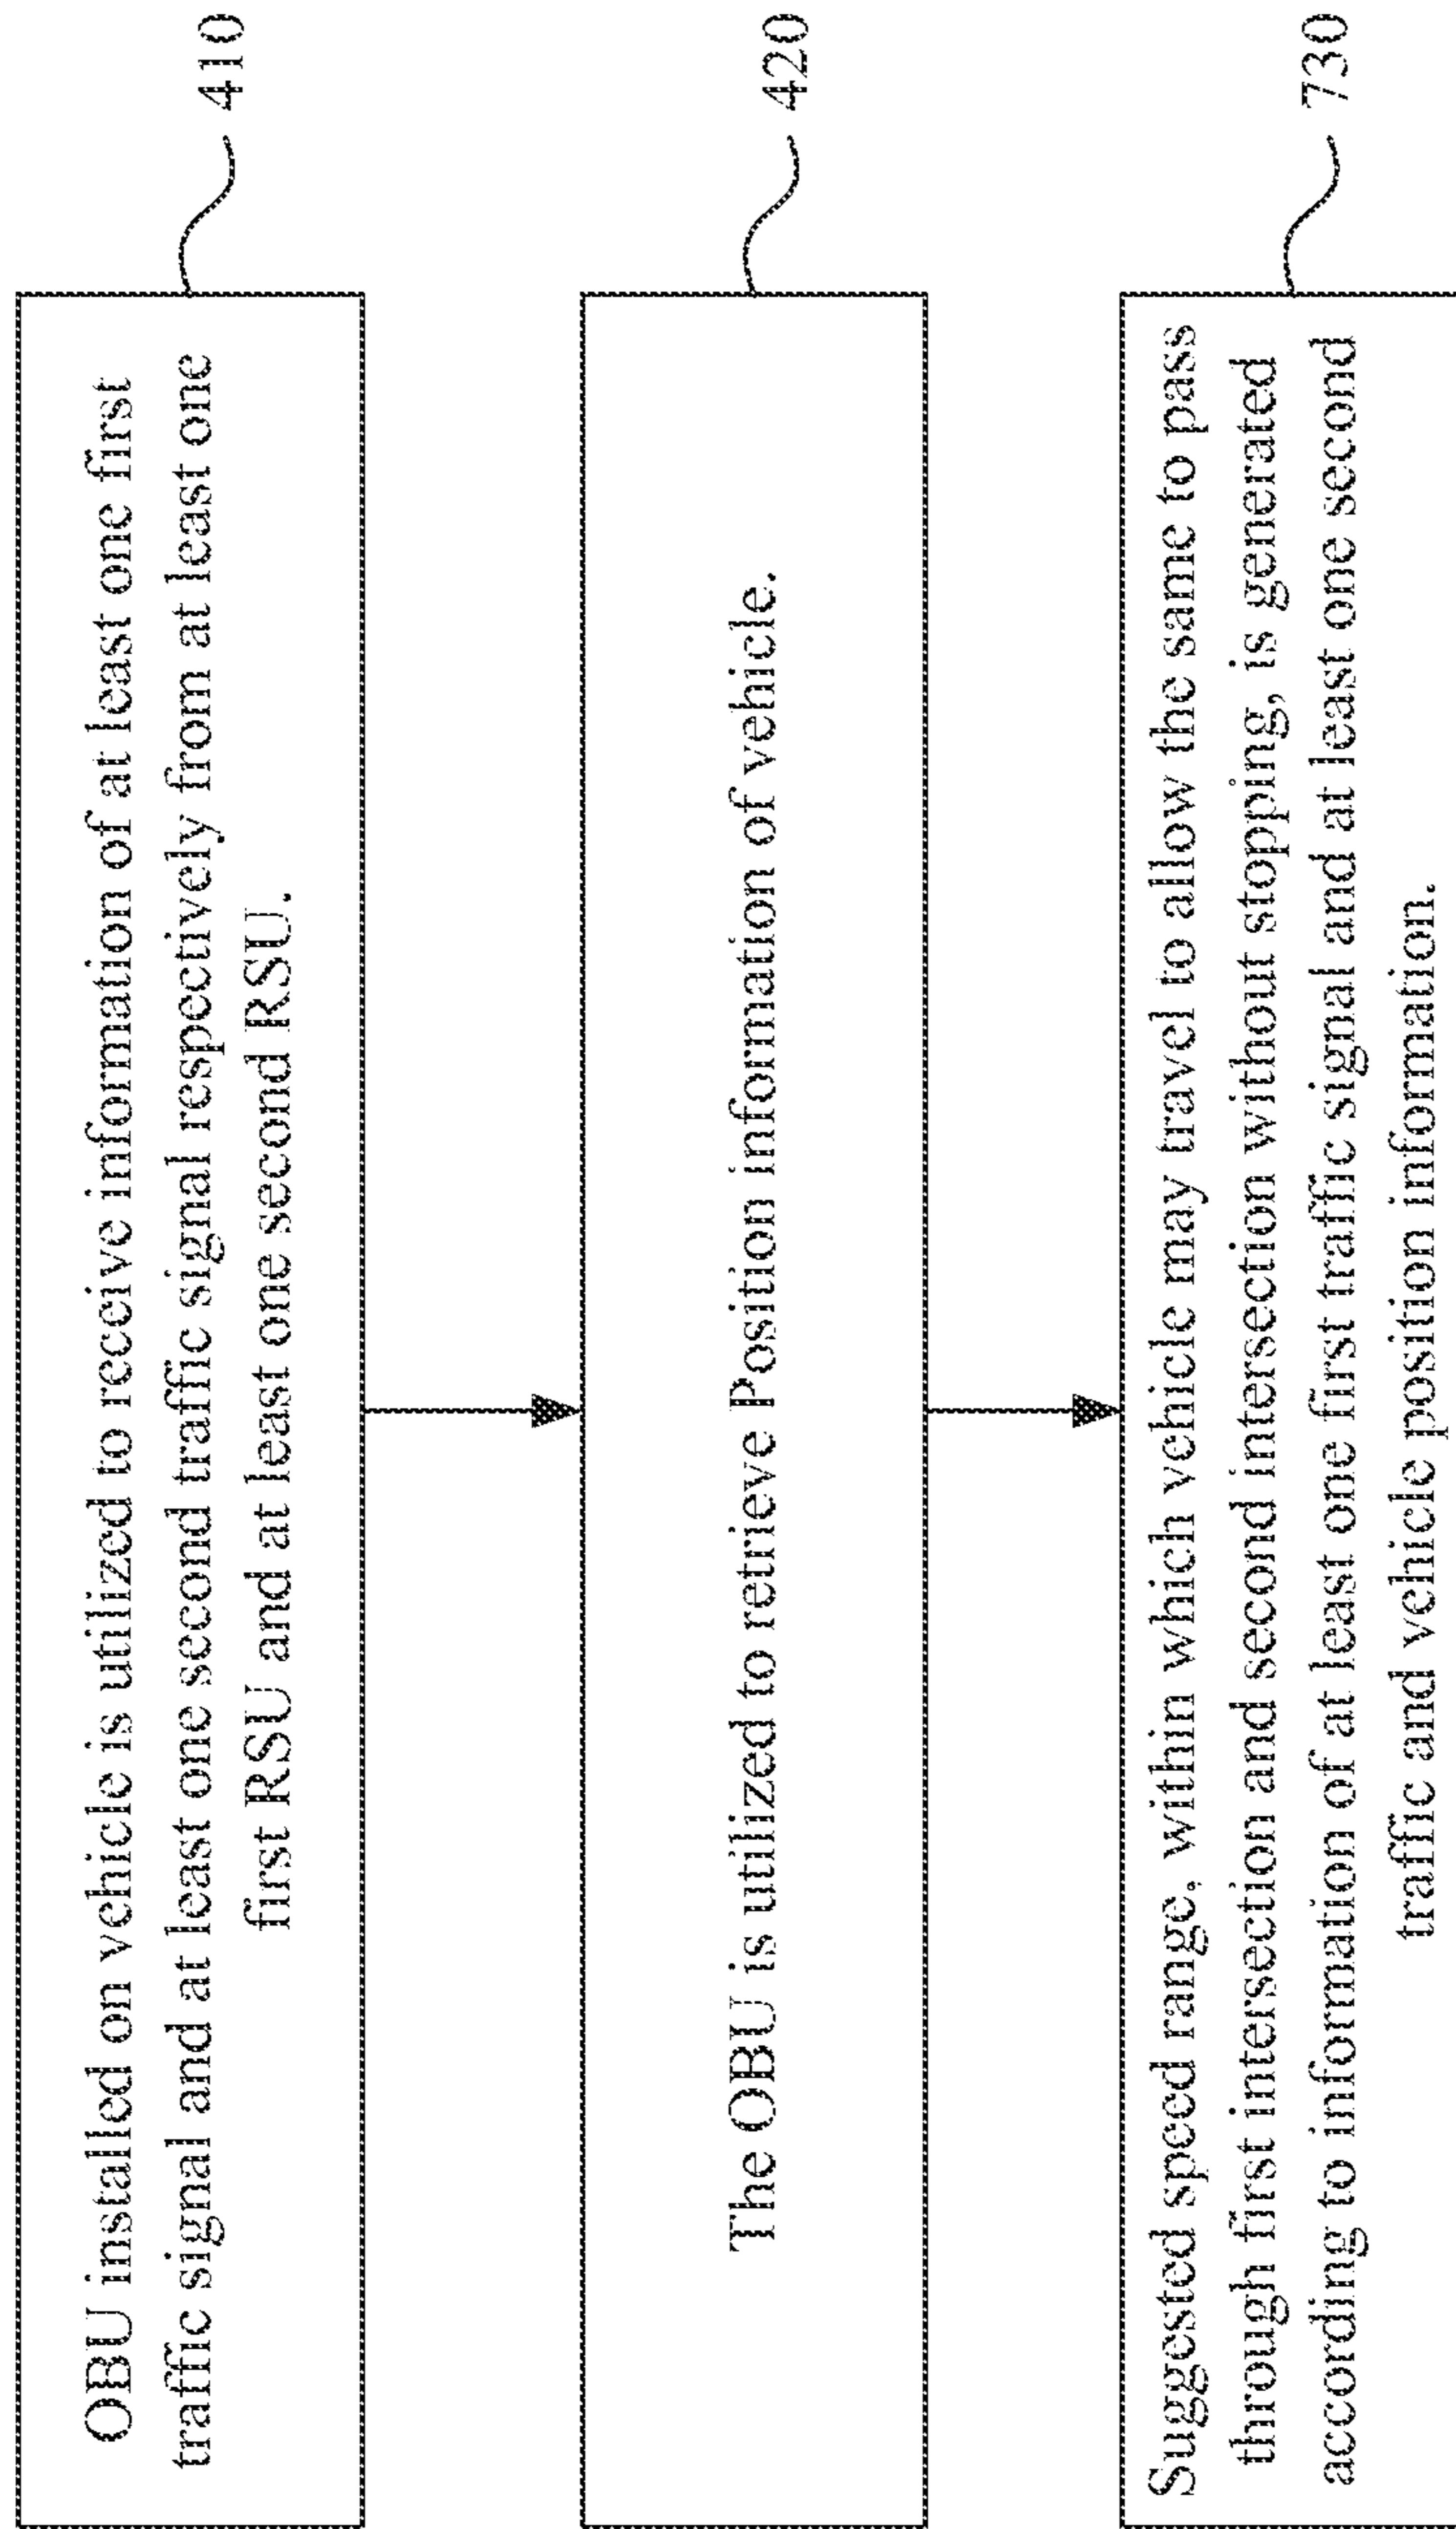 OBU installed on vehicle is utilized to receive information of at least one first
traffic signal and at least one second traffic signal respectively from at least one
first RSU and at least one second RSU.
410
The OBU is utilized to retrieve Position information of vehicle.
420
Suggested speed range, within which vehicle may travel to allow the same to pass
through first intersection and second intersection without stopping, is generated
according to information of at least one first traffic signal and at least one second
traffic and vehicle position information.
730